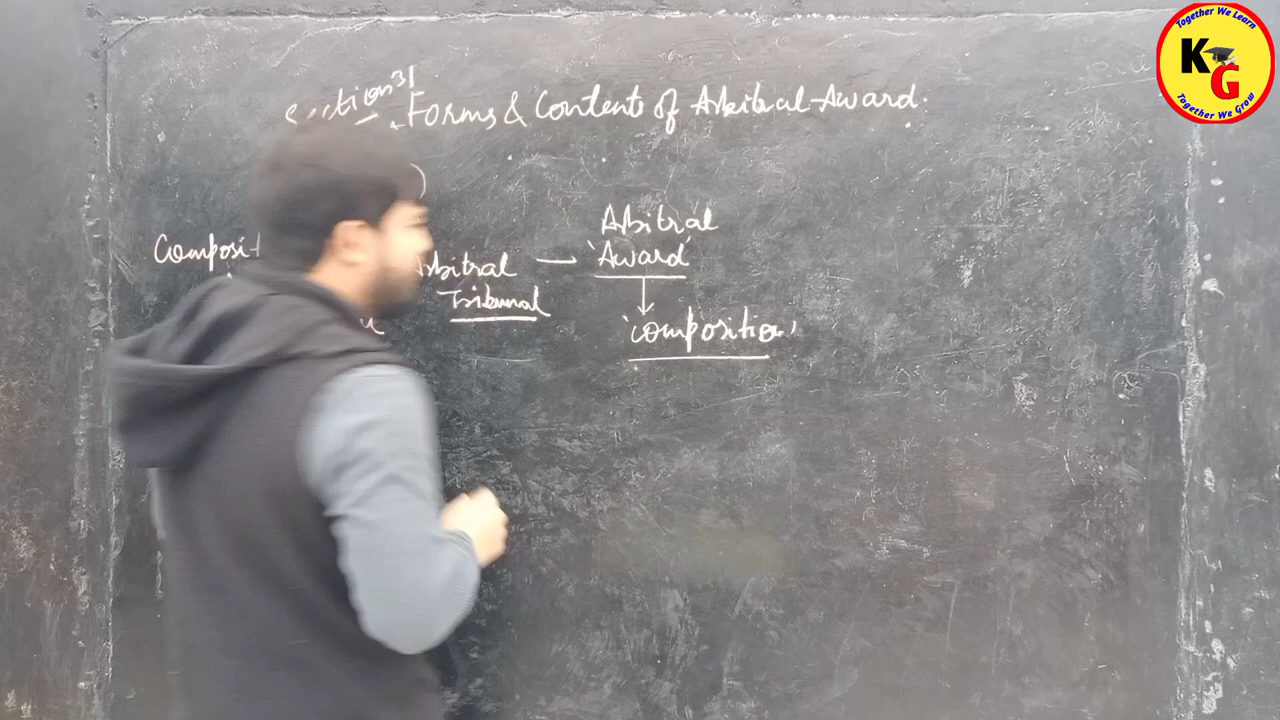 Section 31 Forms & Contents of Arbitral Award.
Arbitral
Composit
Arbitral — 'Award'
Tribunal
'composition'
Together We Learn
KG
Together We Grow